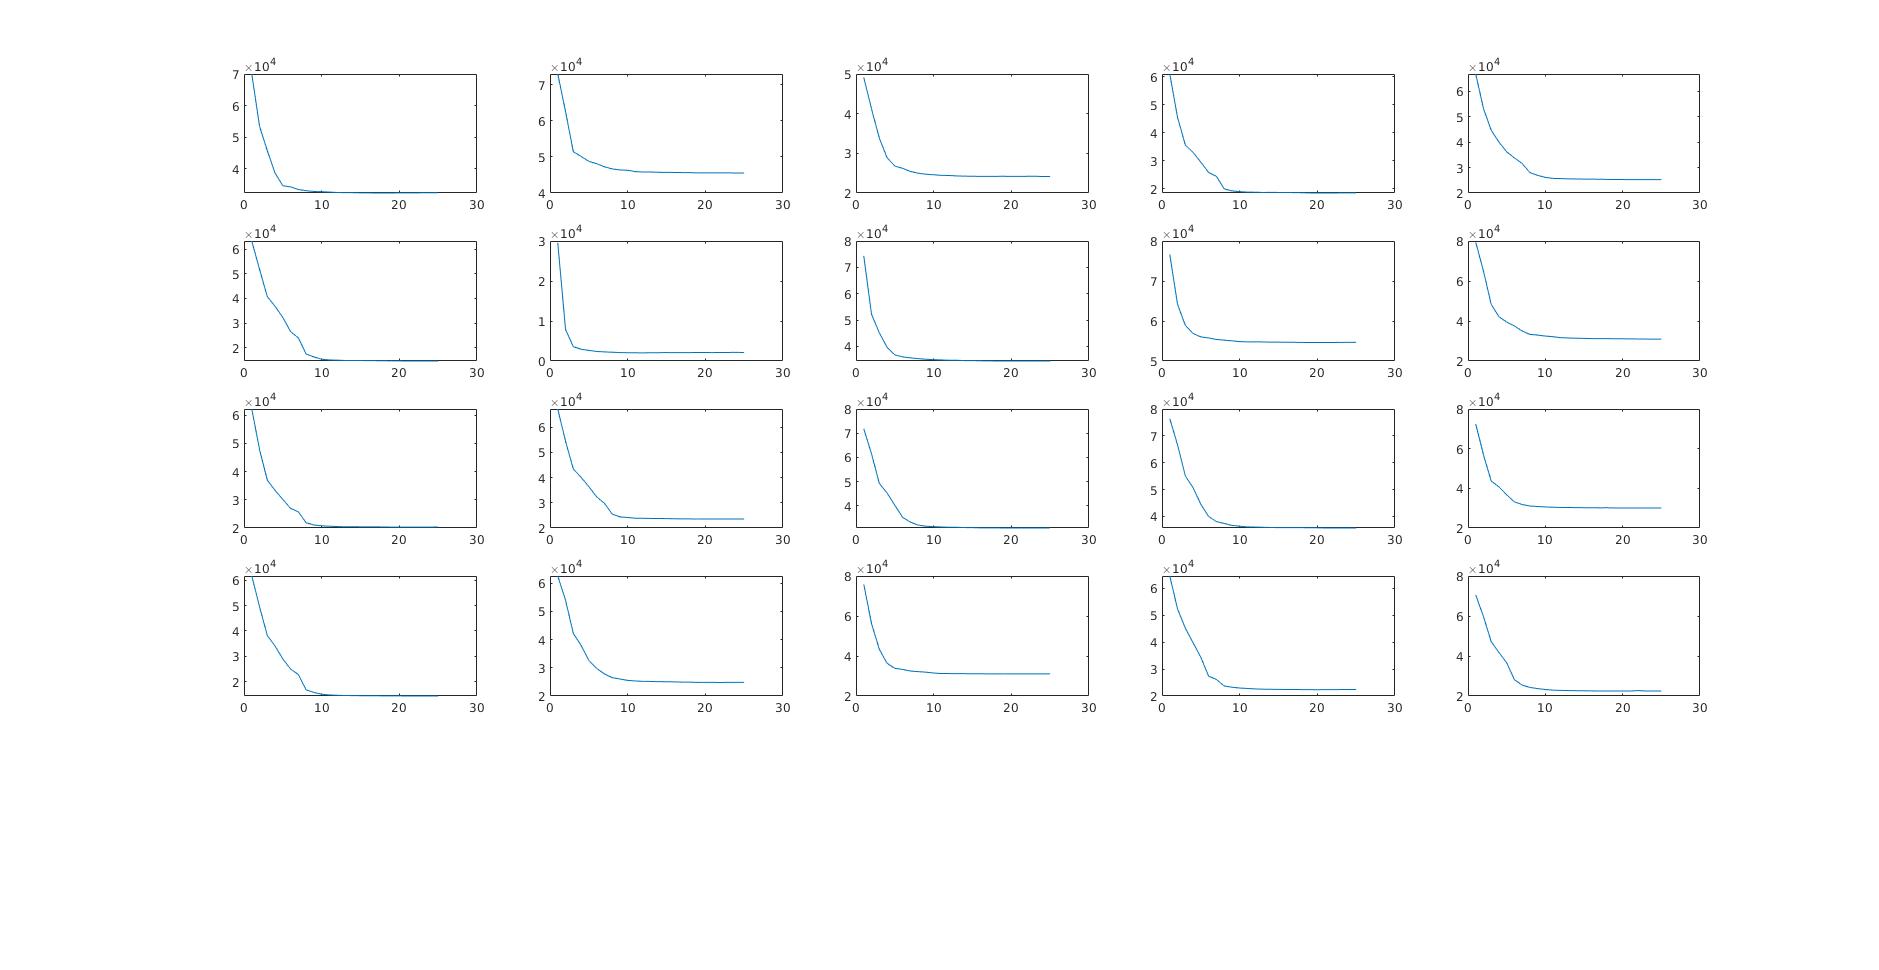 ×10⁴ ×10⁴ ×10⁴ ×10⁴ ×10⁴
7 7 5 6 6
6 6 4 5 5
5 5 3 4 4
4 4 2 3 3
2 2
0 10 20 30 0 10 20 30 0 10 20 30 0 10 20 30 0 10 20 30
×10⁴ ×10⁴ ×10⁴ ×10⁴ ×10⁴
6 3 8 8 8
5 2 7 7 6
4 1 6 6 4
3 0 5 5 2
2 4
0 10 20 30 0 10 20 30 0 10 20 30 0 10 20 30 0 10 20 30
×10⁴ ×10⁴ ×10⁴ ×10⁴ ×10⁴
6 6 8 8 8
5 5 7 7 6
4 4 6 6 4
3 3 5 5 2
2 2 4 4
0 10 20 30 0 10 20 30 0 10 20 30 0 10 20 30 0 10 20 30
×10⁴ ×10⁴ ×10⁴ ×10⁴ ×10⁴
6 6 8 6 8
5 5 6 5 6
4 4 4 4 4
3 3 2 3 2
2 2 2
0 10 20 30 0 10 20 30 0 10 20 30 0 10 20 30 0 10 20 30